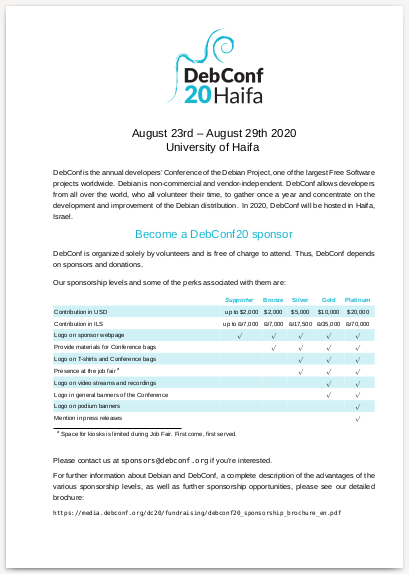 DebConf
20 Haifa
August 23rd – August 29th 2020
University of Haifa
DebConf is the annual developers' Conference of the Debian Project, one of the largest Free Software
projects worldwide. Debian is non-commercial and vendor-independent. DebConf allows developers
from all over the world, who all volunteer their time, to gather once a year and concentrate on the
development and improvement of the Debian distribution. In 2020, DebConf will be hosted in Haifa,
Israel.
Become a DebConf20 sponsor
DebConf is organized solely by volunteers and is free of charge to attend. Thus, DebConf depends
on sponsors and donations.
Our sponsorship levels and some of the perks associated with them are:
Supporter Bronze Silver Gold Platinum
Contribution in USD up to $2,000 $2,000 $5,000 $10,000 $20,000
Contribution in ILS up to ₪7,000 ₪7,000 ₪17,500 ₪35,000 ₪70,000
Logo on sponsor webpage ✓ ✓ ✓ ✓ ✓
Provide materials for Conference bags ✓ ✓ ✓ ✓
Logo on T-shirts and Conference bags ✓ ✓ ✓
Presence at the job fair a ✓ ✓ ✓
Logo on video streams and recordings ✓ ✓
Logo in general banners of the Conference ✓ ✓
Logo on podium banners ✓
Mention in press releases ✓
a Space for kiosks is limited during Job Fair. First come, first served.
Please contact us at sponsors@debconf.org if you're interested.
For further information about Debian and DebConf, a complete description of the advantages of the
various sponsorship levels, as well as further sponsorship opportunities, please see our detailed
brochure:
https://media.debconf.org/dc20/fundraising/debconf20_sponsorship_brochure_en.pdf